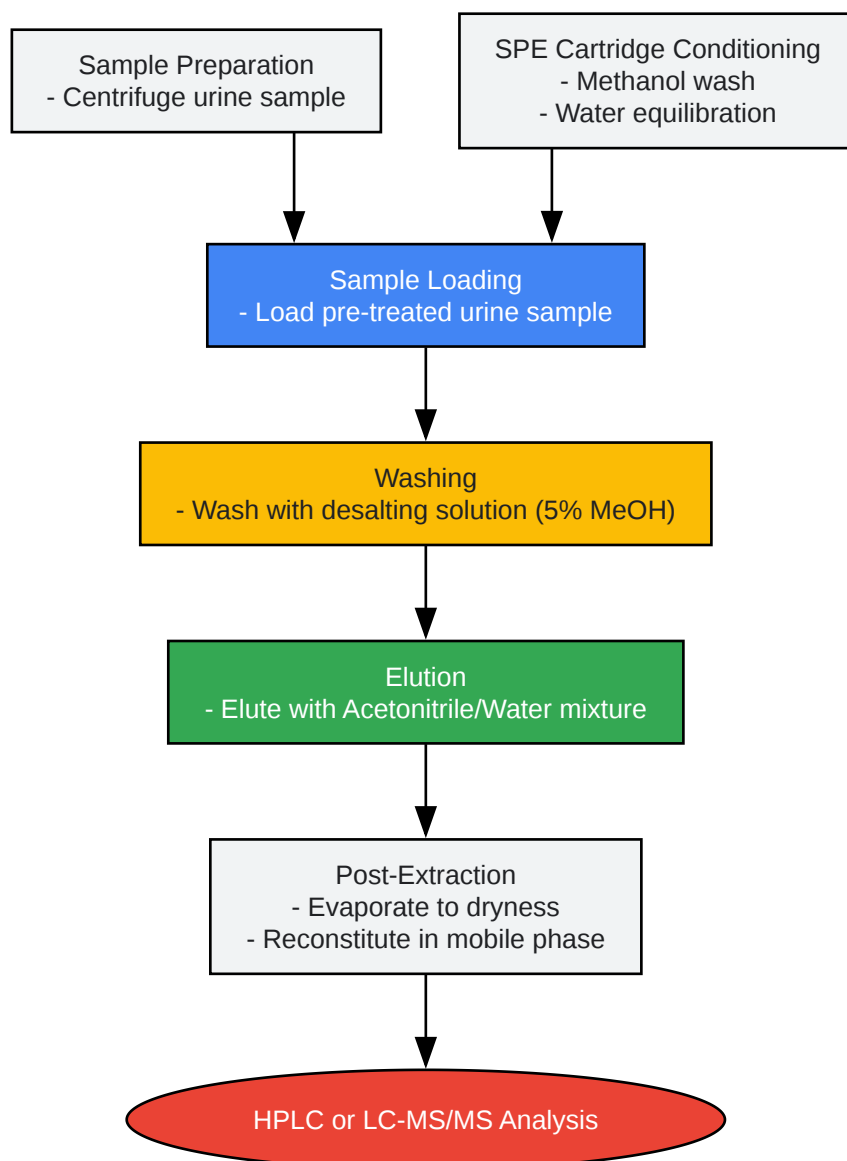 Sample Preparation
- Centrifuge urine sample
SPE Cartridge Conditioning
- Methanol wash
- Water equilibration
Sample Loading
- Load pre-treated urine sample
Washing
- Wash with desalting solution (5% MeOH)
Elution
- Elute with Acetonitrile/Water mixture
Post-Extraction
- Evaporate to dryness
- Reconstitute in mobile phase
HPLC or LC-MS/MS Analysis